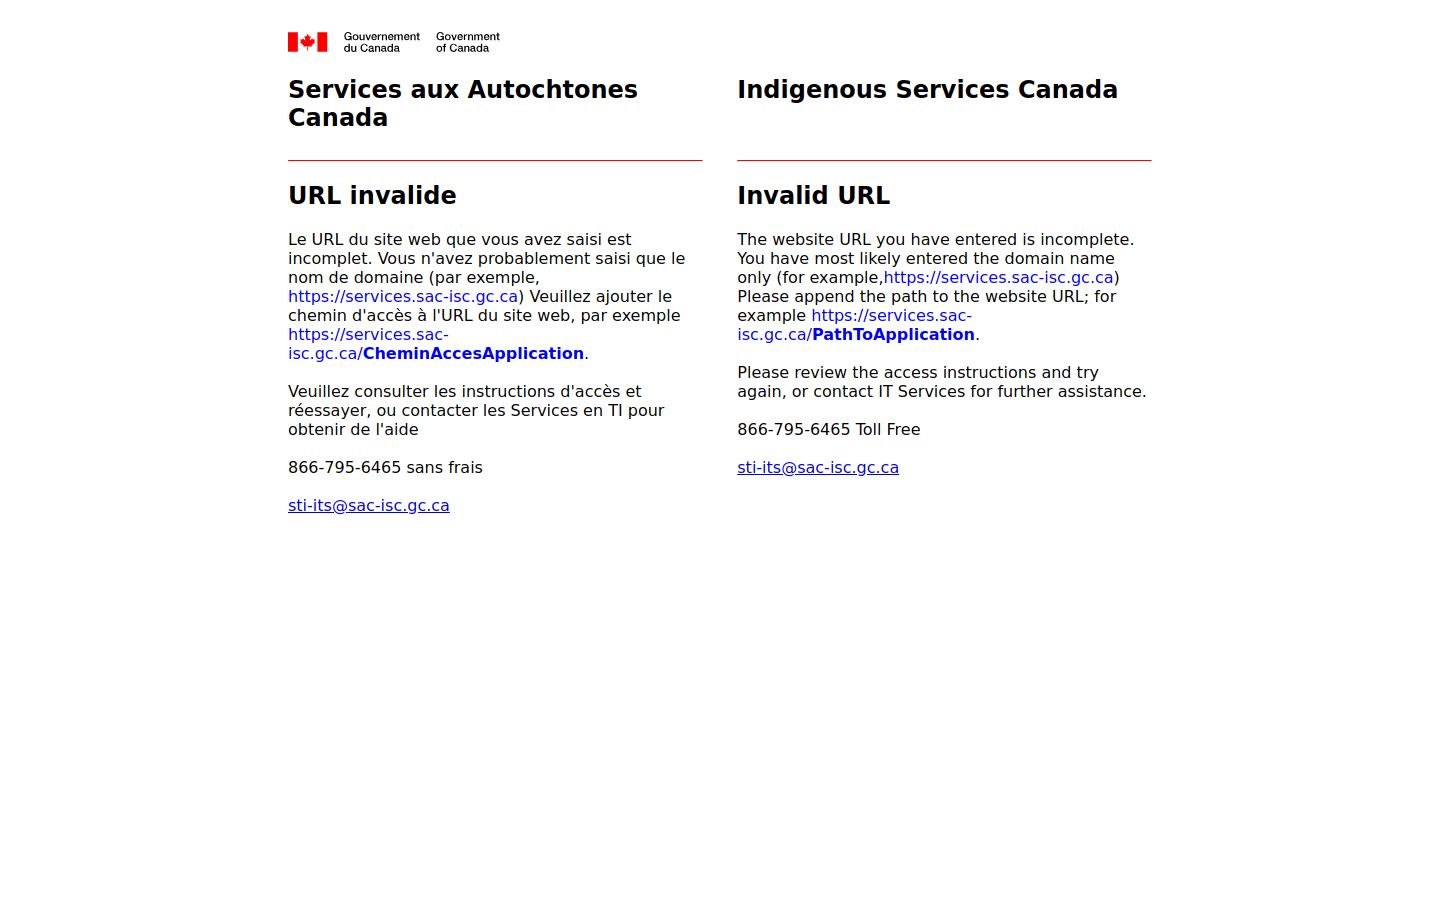 Gouvernement
du Canada
Government
of Canada
Services aux Autochtones
Canada
URL invalide
Le URL du site web que vous avez saisi est
incomplet. Vous n'avez probablement saisi que le
nom de domaine (par exemple,
https://services.sac-isc.gc.ca) Veuillez ajouter le
chemin d'accès à l'URL du site web, par exemple
https://services.sac-
isc.gc.ca/CheminAccesApplication.
Veuillez consulter les instructions d'accès et
réessayer, ou contacter les Services en TI pour
obtenir de l'aide
866-795-6465 sans frais
sti-its@sac-isc.gc.ca
Indigenous Services Canada
Invalid URL
The website URL you have entered is incomplete.
You have most likely entered the domain name
only (for example,https://services.sac-isc.gc.ca)
Please append the path to the website URL; for
example https://services.sac-
isc.gc.ca/PathToApplication.
Please review the access instructions and try
again, or contact IT Services for further assistance.
866-795-6465 Toll Free
sti-its@sac-isc.gc.ca